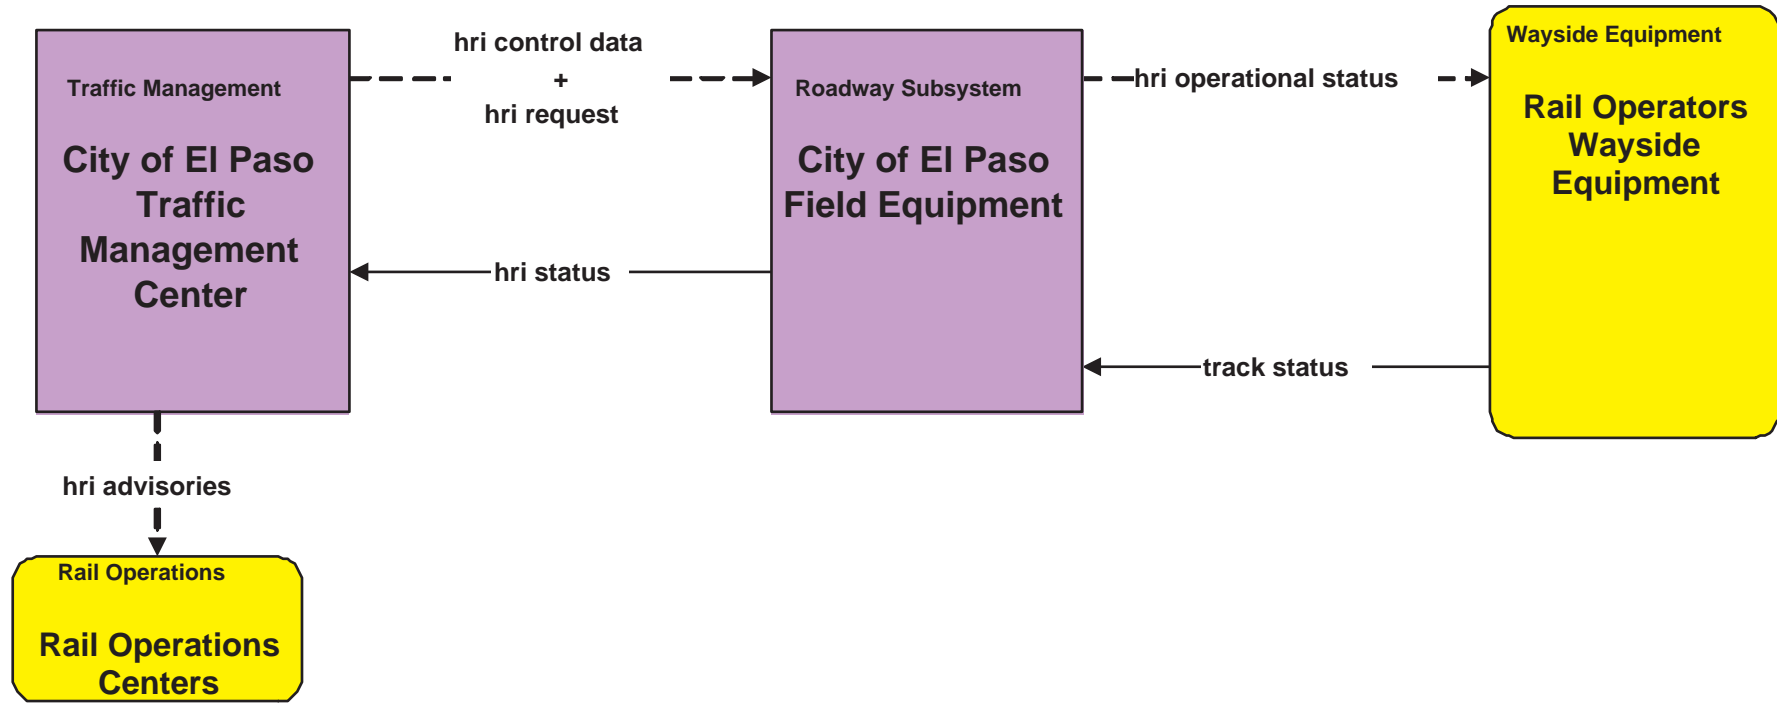 Traffic Management
City of El Paso
Traffic
Management
Center
hri control data
+
hri request
hri status
Roadway Subsystem
City of El Paso
Field Equipment
hri operational status
track status
Wayside Equipment
Rail Operators
Wayside
Equipment
hri advisories
Rail Operations
Rail Operations
Centers